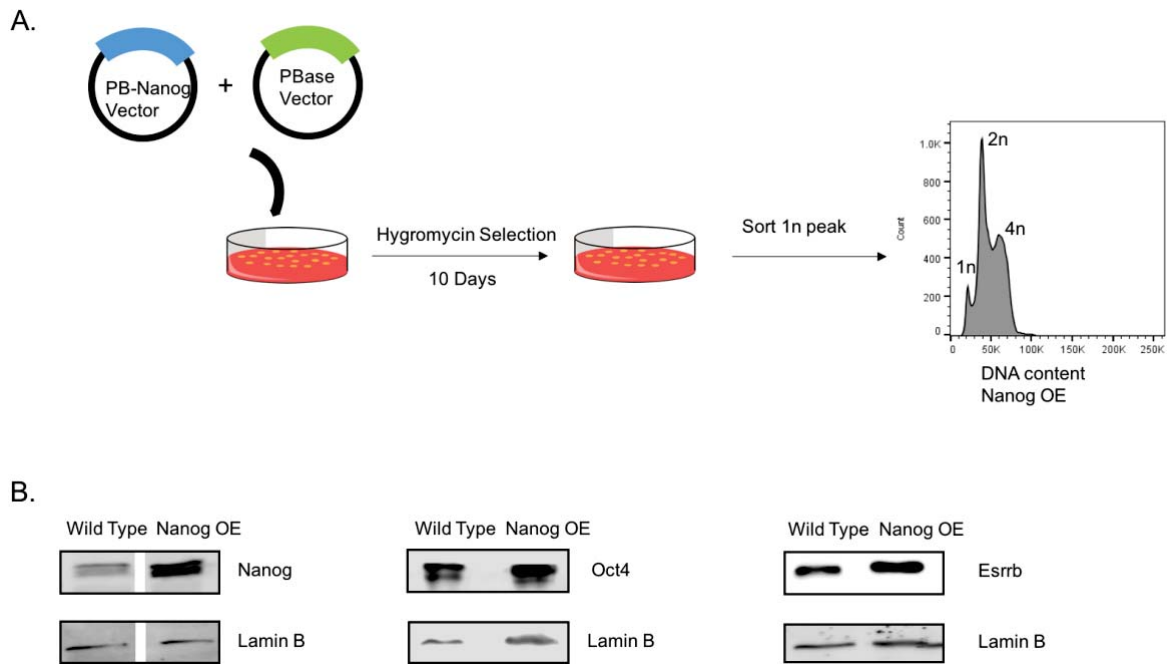 A.
PB-Nanog
Vector
+
PBase
Vector
Hygromycin Selection
10 Days
Sort 1n peak
1.0K
800
600
400
200
0
Count
1n
2n
4n
0 50K 100K 150K 200K 250K
DNA content
Nanog OE
B.
Wild Type Nanog OE
Nanog
Lamin B
Wild Type Nanog OE
Oct4
Lamin B
Wild Type Nanog OE
Esrrb
Lamin B